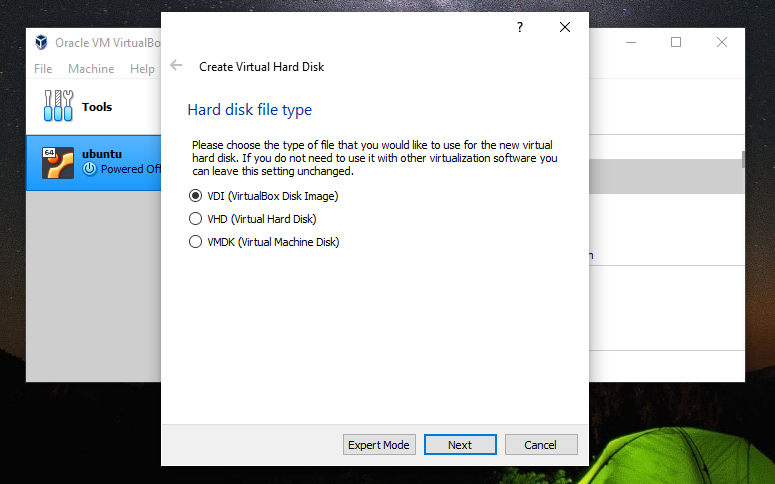 ?
Oracle VM VirtualBo
Create Virtual Hard Disk
File Machine Help
Tools
Hard disk file type
Please choose the type of file that you would like to use for the new virtual
hard disk. If you do not need to use it with other virtualization software you
can leave this setting unchanged.
64
ubuntu
Powered Off
VDI (VirtualBox Disk Image)
VHD (Virtual Hard Disk)
VMDK (Virtual Machine Disk)
n
Expert Mode Next Cancel